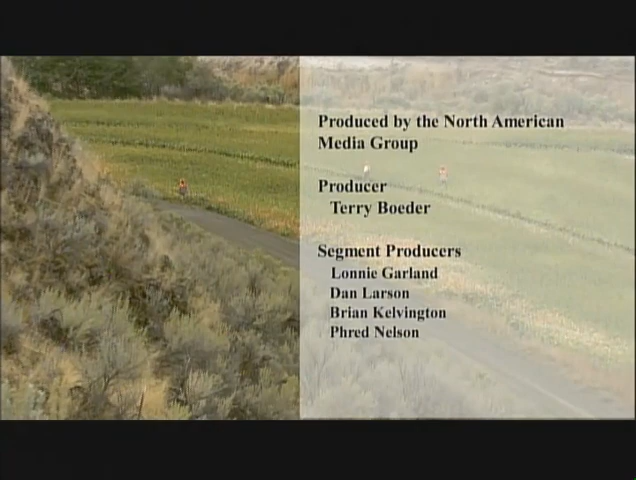 Produced by the North American
Media Group
Producer
Terry Boeder
Segment Producers
Lonnie Garland
Dan Larson
Brian Kelvington
Phred Nelson